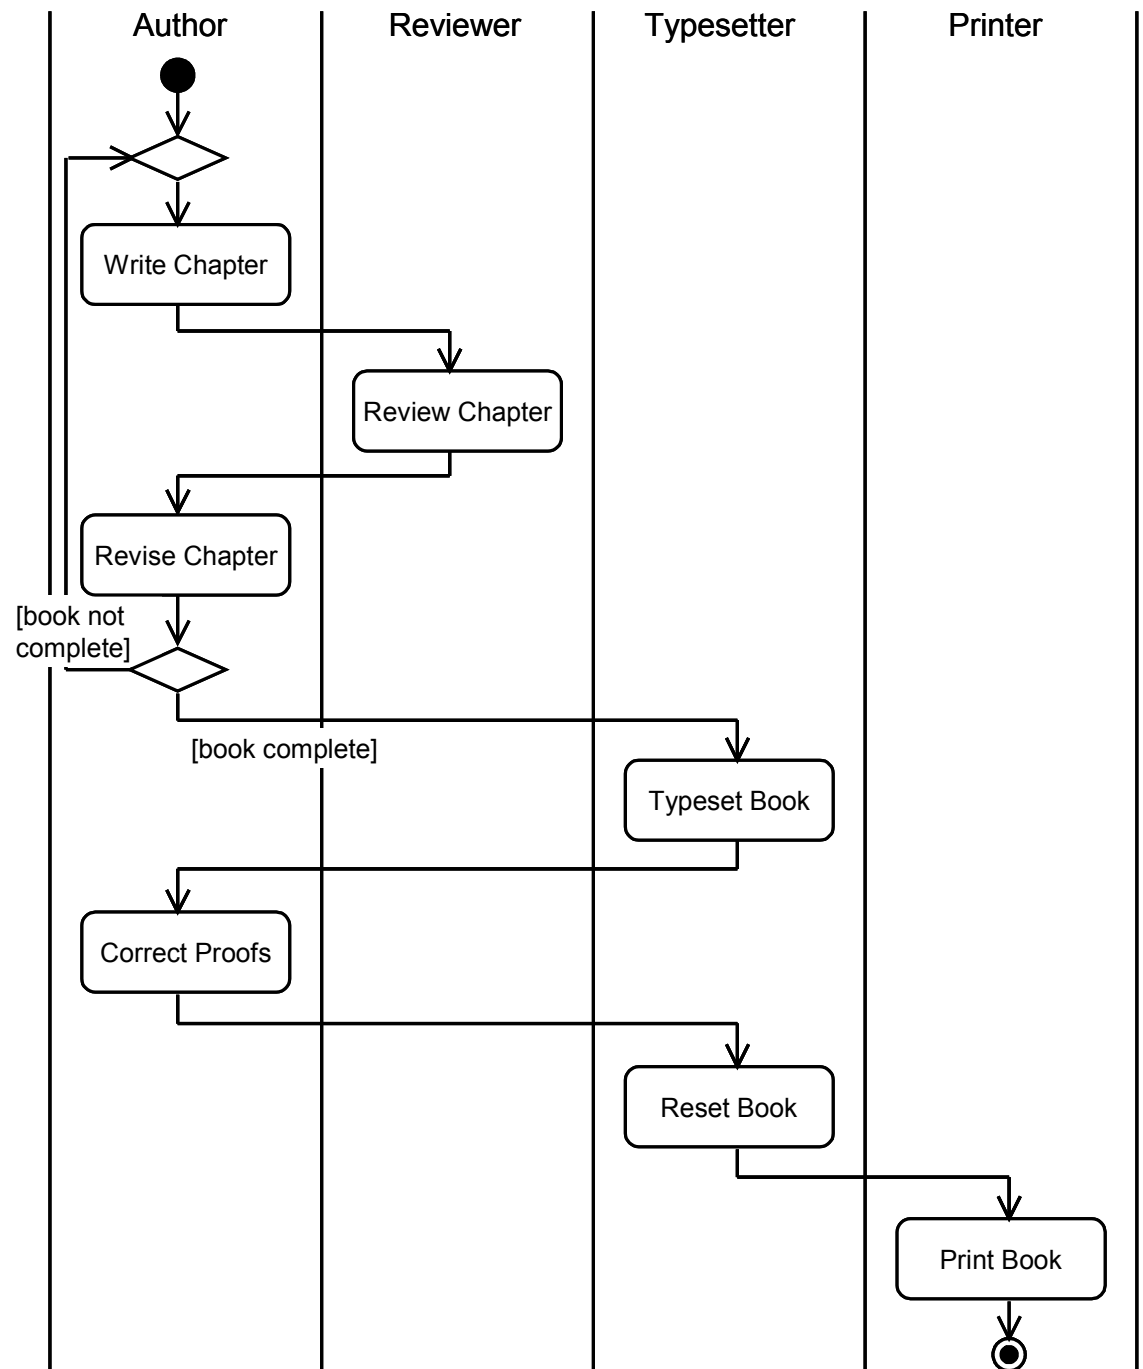 Author
Reviewer
Typesetter
Printer
Write Chapter
Review Chapter
Revise Chapter
[book not
complete]
[book complete]
Typeset Book
Correct Proofs
Reset Book
Print Book